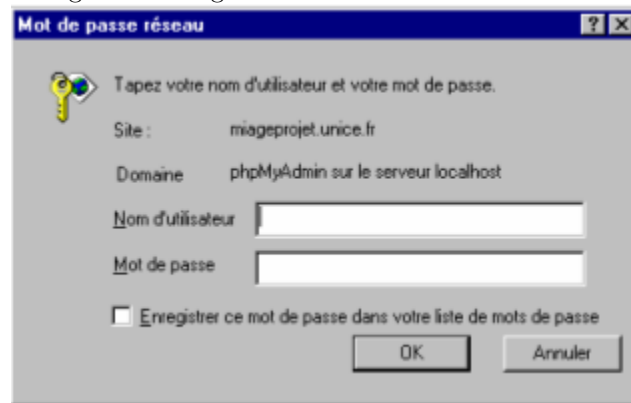 Mot de passe réseau
Tapez votre nom d'utilisateur et votre mot de passe.
Site : miageprojet.unice.fr
Domaine phpMyAdmin sur le serveur localhost
Nom d'utilisateur
Mot de passe
Enregistrer ce mot de passe dans votre liste de mots de passe
OK Annuler